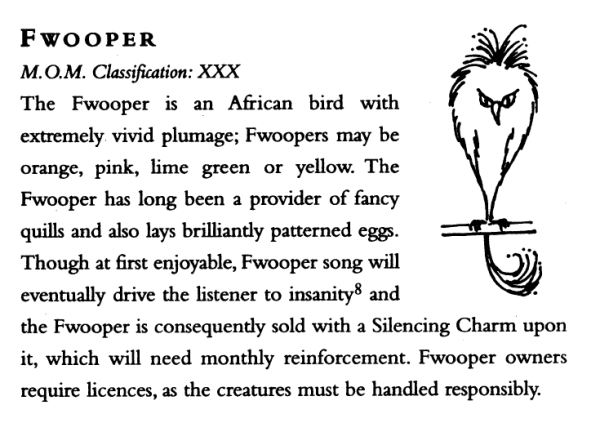 FWOOPER
M.O.M. Classification: XXX
The Fwooper is an African bird with
extremely vivid plumage; Fwoopers may be
orange, pink, lime green or yellow. The
Fwooper has long been a provider of fancy
quills and also lays brilliantly patterned eggs.
Though at first enjoyable, Fwooper song will
eventually drive the listener to insanity⁸ and
the Fwooper is consequently sold with a Silencing Charm upon
it, which will need monthly reinforcement. Fwooper owners
require licences, as the creatures must be handled responsibly.